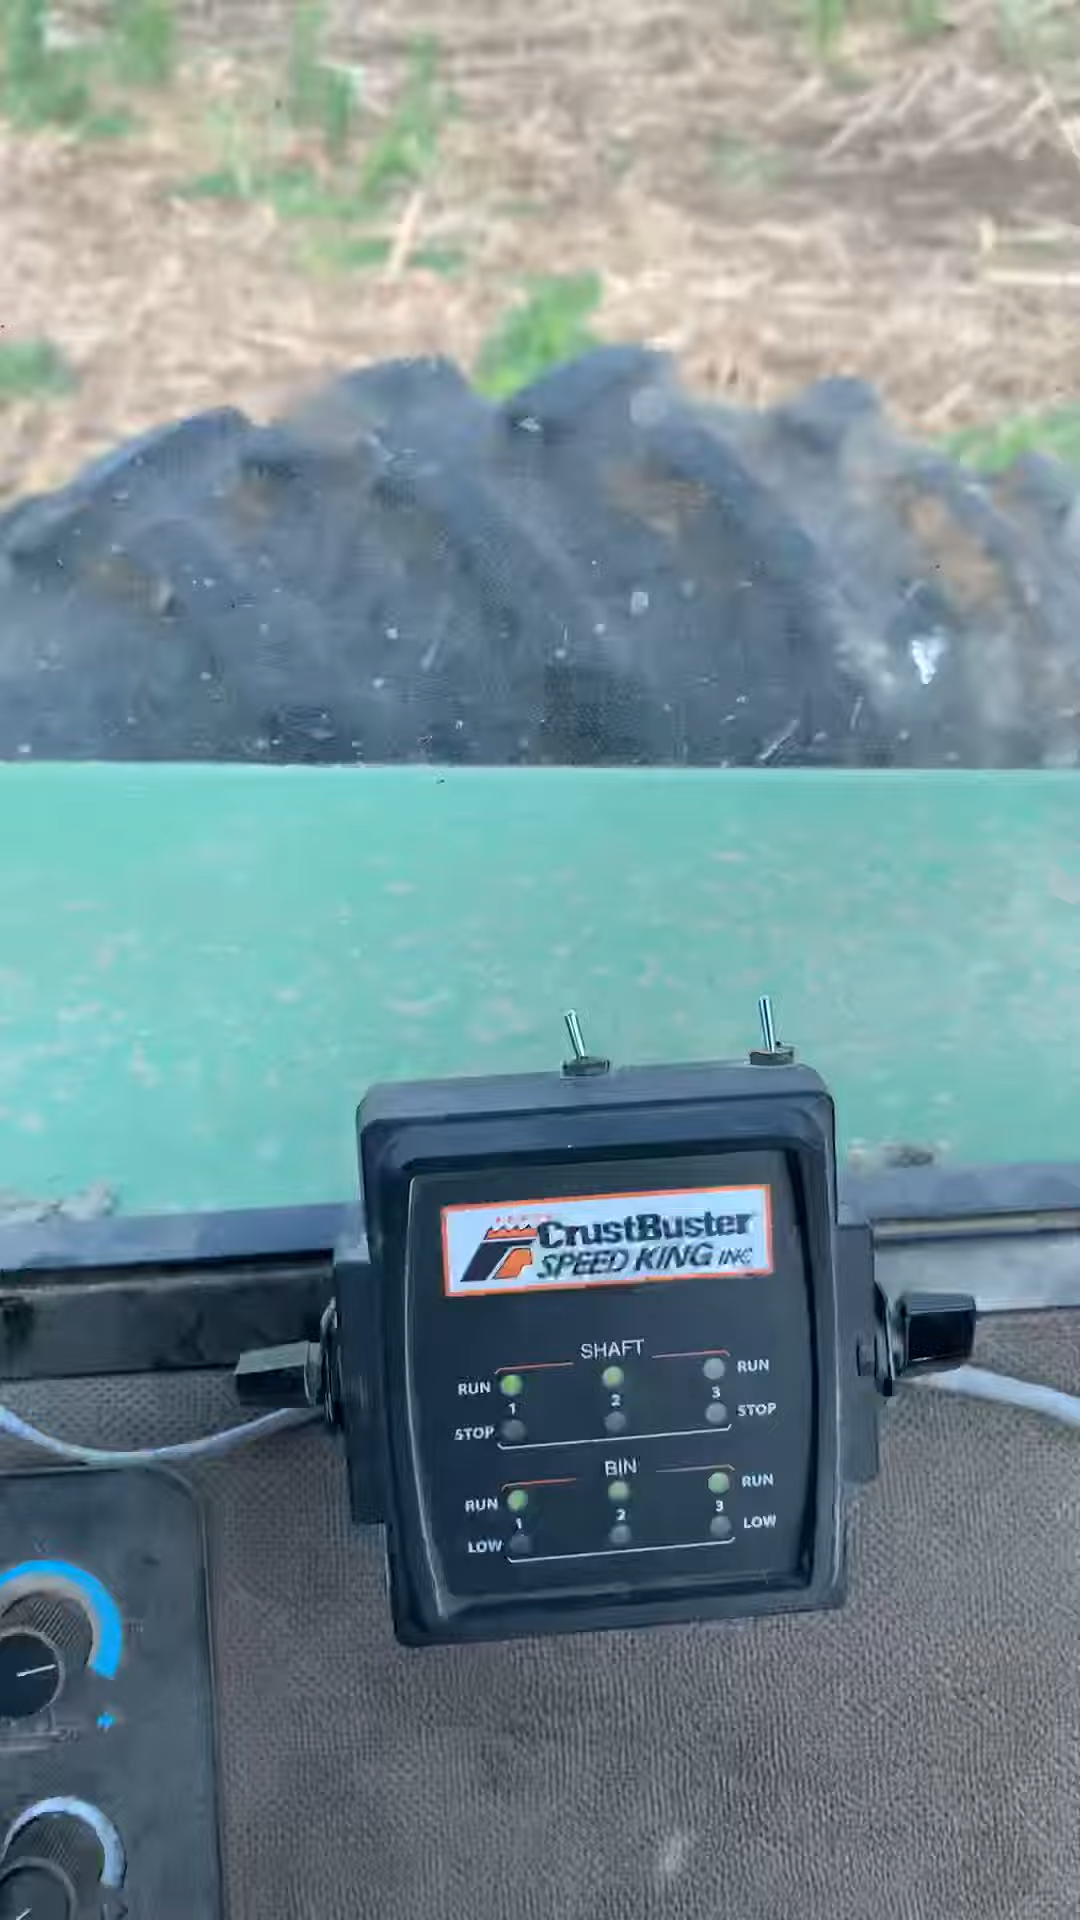 CrustBuster
SPEED KING INC
SHAFT
RUN RUN
1 2 3
STOP STOP
BIN
RUN RUN
1 2 3
LOW LOW